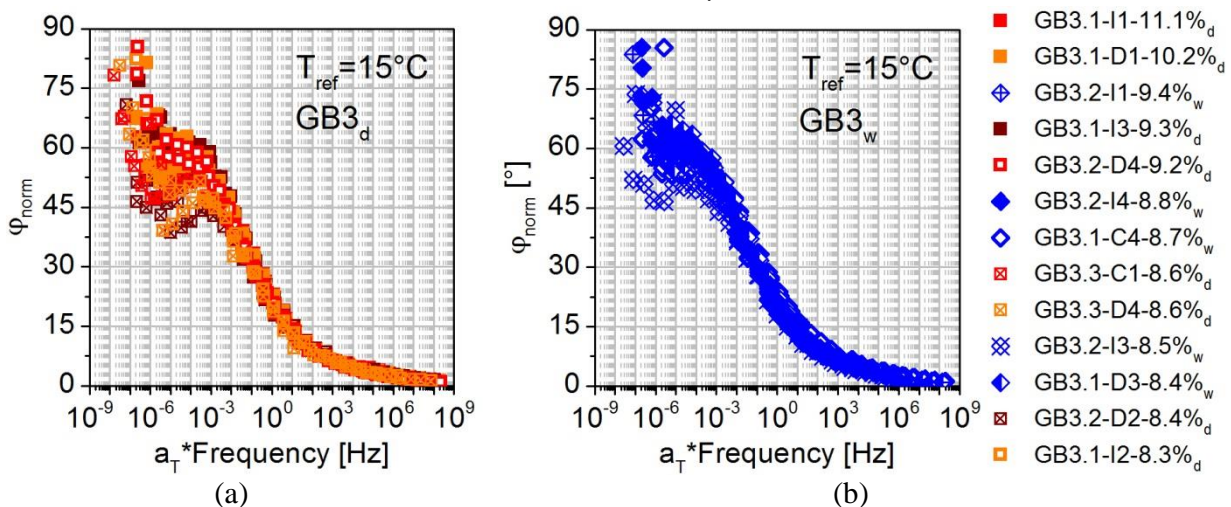 90
75
60
45
30
15
0
φnorm
Tref=15°C
GB3d
10-9 10-6 10-3 100 103 106 109
aT*Frequency [Hz]
(a)
90
75
60
45
30
15
0
φnorm [°]
Tref=15°C
GB3w
10-9 10-6 10-3 100 103 106 109
aT*Frequency [Hz]
(b)
GB3.1-I1-11.1%d
GB3.1-D1-10.2%d
GB3.2-I1-9.4%w
GB3.1-I3-9.3%d
GB3.2-D4-9.2%d
GB3.2-I4-8.8%w
GB3.1-C4-8.7%w
GB3.3-C1-8.6%d
GB3.3-D4-8.6%d
GB3.2-I3-8.5%w
GB3.1-D3-8.4%w
GB3.2-D2-8.4%d
GB3.1-I2-8.3%d